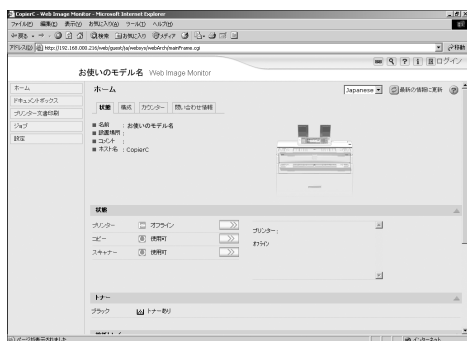 CopierC - Web Image Monitor - Microsoft Internet Explorer
ファイル(F) 編集(E) 表示(V) お気に入り(A) ツール(T) ヘルプ(H)
戻る 検索 お気に入り メディア
アドレス(D) http://192.168.000.216/web/guest/ja/websys/webArch/mainFrame.cgi 移動
ログイン
お使いのモデル名 Web Image Monitor
ホーム
ドキュメントボックス
プリンター文書印刷
ジョブ
設定
ホーム
Japanese 最新の情報に更新
状態 構成 カウンター 問い合わせ情報
■ 名前 : お使いのモデル名
■ 設置場所 :
■ コメント :
■ ホスト名 : CopierC
状態
プリンター オフライン
コピー 使用可
スキャナー 使用可
プリンター :
オフライン
トナー
ブラック トナーあり
ページが表示されました
インターネット